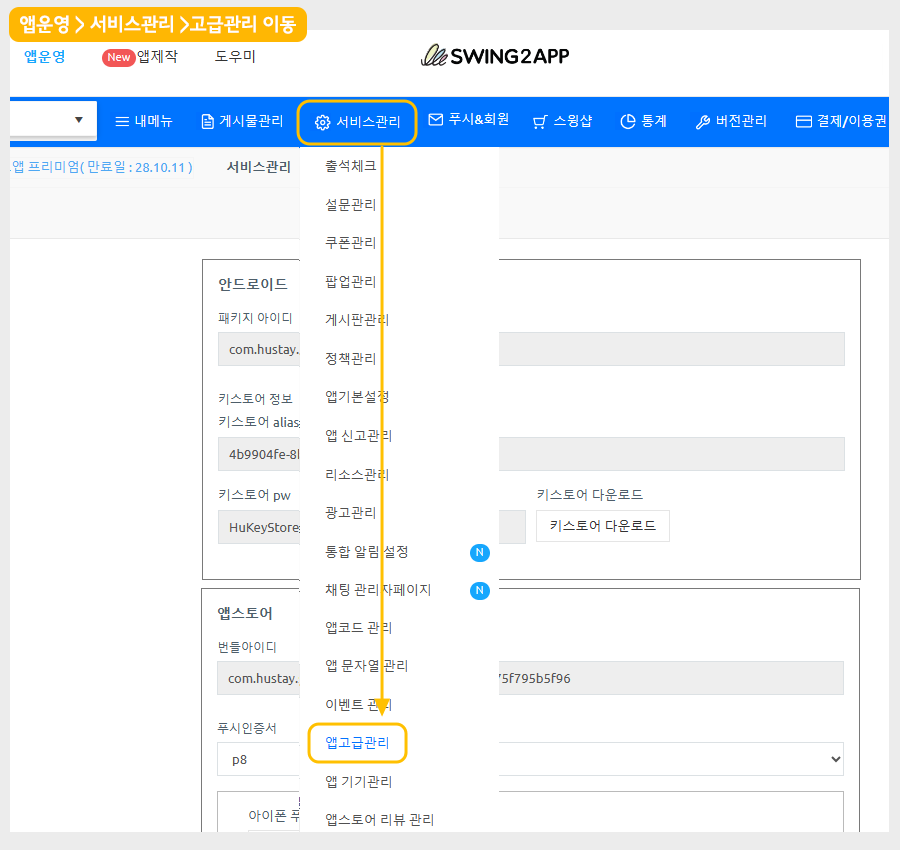 앱운영 > 서비스관리 >고급관리 이동
앱운영 New 앱제작 도우미 SWING2APP
내메뉴 게시물관리 서비스관리 푸시&회원 스윙샵 통계 버전관리 결제/이용권
앱 프리미엄( 만료일 : 28.10.11 ) 서비스관리
출석체크
설문관리
쿠폰관리
팝업관리
게시판관리
정책관리
앱기본설정
앱 신고관리
리소스관리
광고관리
통합 알림 설정 N
채팅 관리자페이지 N
앱코드 관리
앱 문자열 관리
이벤트 관리
앱고급관리
앱 기기관리
앱스토어 리뷰 관리
안드로이드
패키지 아이디
com.hustay.
키스토어 정보
키스토어 alias
4b9904fe-8
키스토어 pw 키스토어 다운로드
HuKeyStore 키스토어 다운로드
앱스토어
번들아이디
com.hustay. 75f795b5f96
푸시인증서
p8
아이폰 푸